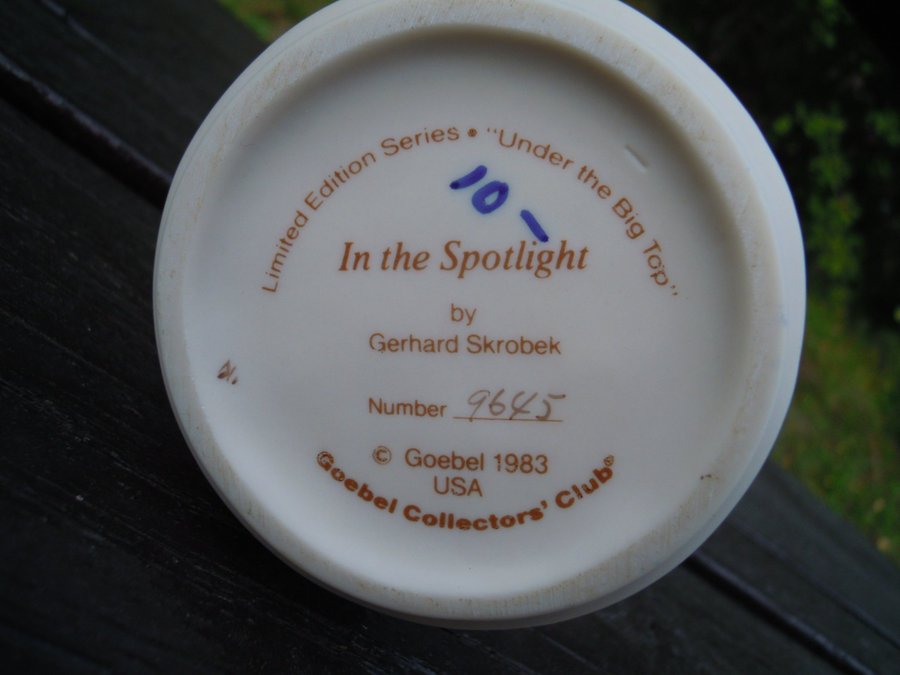 Limited Edition Series • "Under the Big Top"
10-
In the Spotlight
by
Gerhard Skrobek
Number 9645
© Goebel 1983
USA
Goebel Collectors' Club®